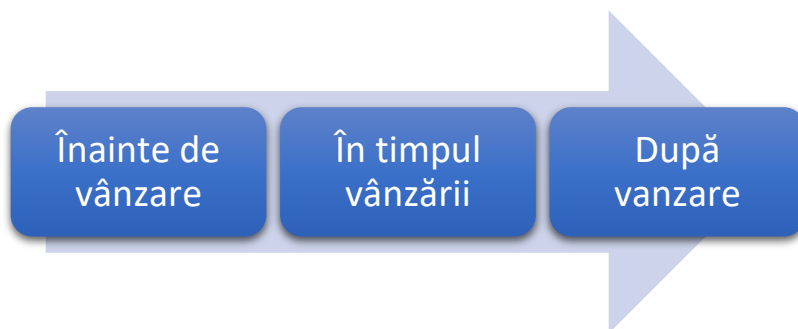 Înainte de
vânzare
În timpul
vânzării
După
vanzare